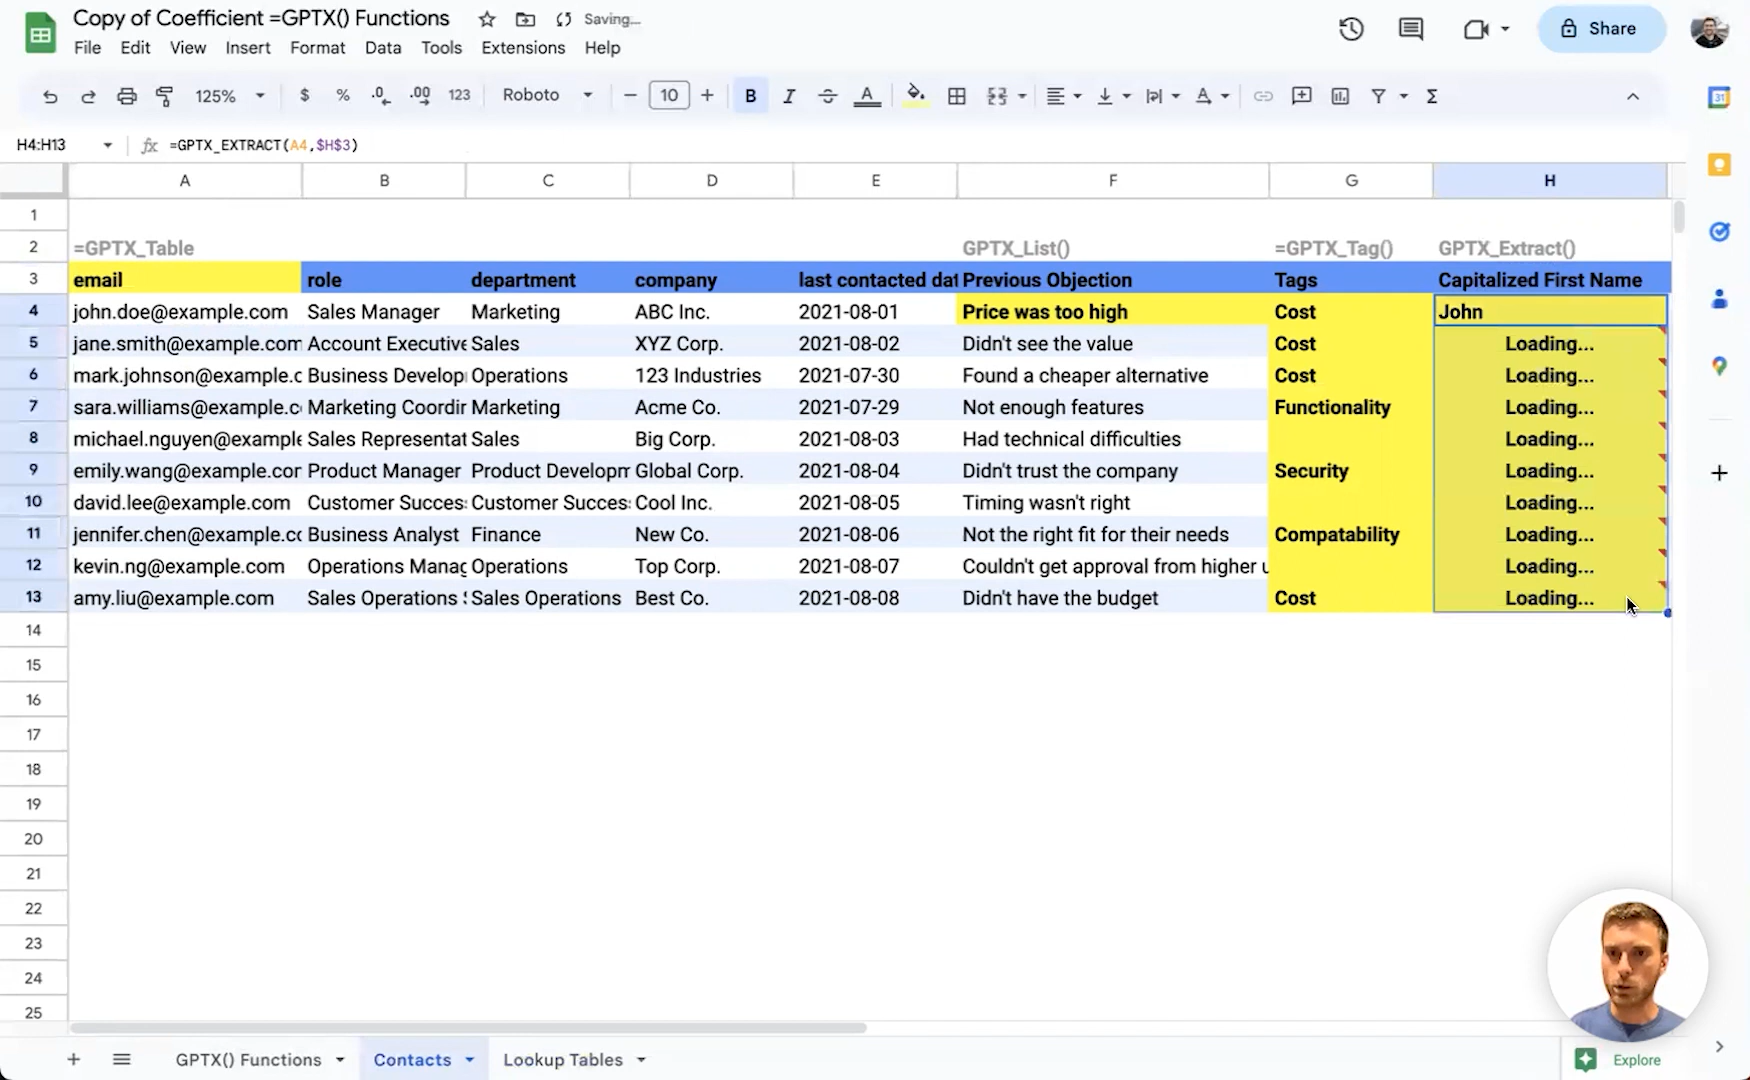 Copy of Coefficient =GPTX() Functions Saving...
File Edit View Insert Format Data Tools Extensions Help
Share
125% $ % .0 .00 123 Roboto 10 B I A A Σ
H4:H13 fx =GPTX_EXTRACT(A4,$H$3)
A B C D E F G H
1
2 =GPTX_Table GPTX_List() =GPTX_Tag() GPTX_Extract()
3 email role department company last contacted dat Previous Objection Tags Capitalized First Name
4 john.doe@example.com Sales Manager Marketing ABC Inc. 2021-08-01 Price was too high Cost John
5 jane.smith@example.com Account Executive Sales XYZ Corp. 2021-08-02 Didn't see the value Cost Loading...
6 mark.johnson@example.c Business Develop Operations 123 Industries 2021-07-30 Found a cheaper alternative Cost Loading...
7 sara.williams@example.c Marketing Coordir Marketing Acme Co. 2021-07-29 Not enough features Functionality Loading...
8 michael.nguyen@example Sales Representat Sales Big Corp. 2021-08-03 Had technical difficulties Loading...
9 emily.wang@example.cor Product Manager Product Developm Global Corp. 2021-08-04 Didn't trust the company Security Loading...
10 david.lee@example.com Customer Succes Customer Succes Cool Inc. 2021-08-05 Timing wasn't right Loading...
11 jennifer.chen@example.cc Business Analyst Finance New Co. 2021-08-06 Not the right fit for their needs Compatability Loading...
12 kevin.ng@example.com Operations Manag Operations Top Corp. 2021-08-07 Couldn't get approval from higher u Loading...
13 amy.liu@example.com Sales Operations Sales Operations Best Co. 2021-08-08 Didn't have the budget Cost Loading...
14
15
16
17
18
19
20
21
22
23
24
25
+ GPTX() Functions Contacts Lookup Tables Explore